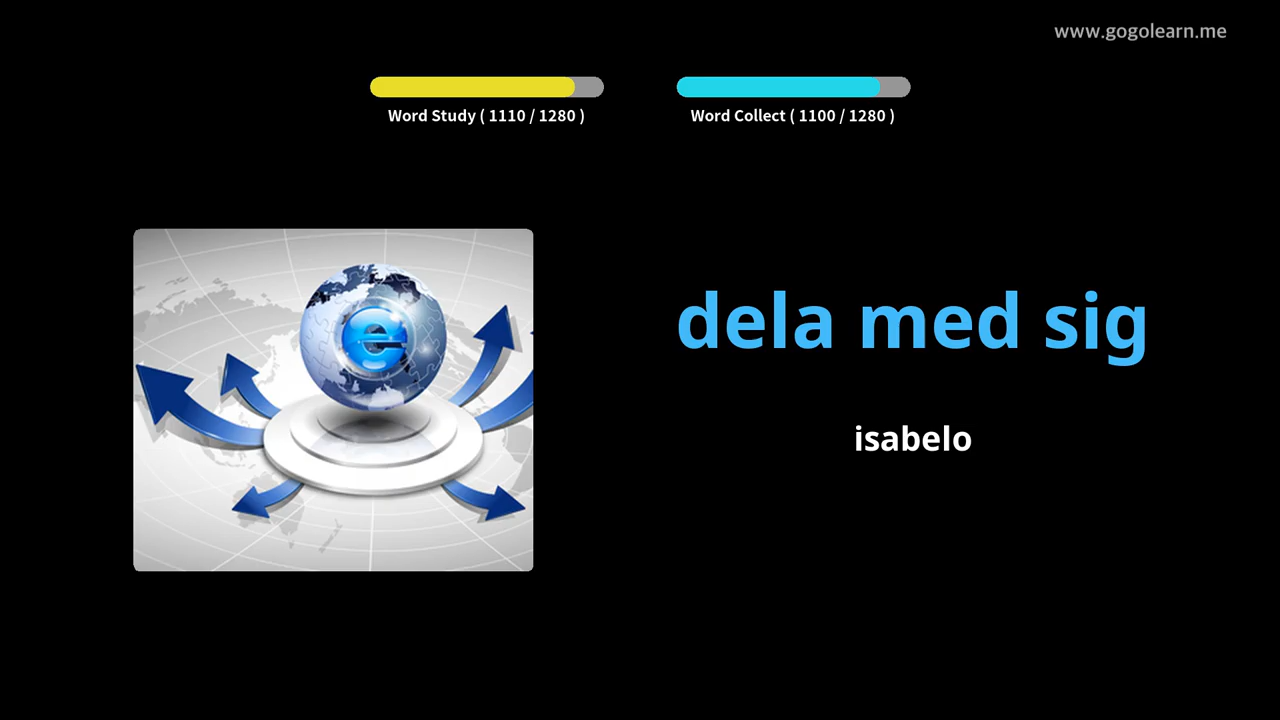 www.gogolearn.me
Word Study ( 1110 / 1280 )
Word Collect ( 1100 / 1280 )
e
dela med sig
isabelo